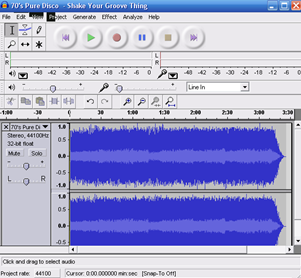 70's Pure Disco - Shake Your Groove Thing
File Edit View Project Generate Effect Analyze Help
L
R
-48 -42 -36 -30 -24 -18 -12 -6 0
-48 -42 -36 -30 -24 -18 -12 -6 0
Line In
-1:00 -30 0 30 1:00 1:30 2:00 2:30 3:00 3:30
70's Pure Di
Stereo, 44100Hz
32-bit float
Mute Solo
- +
L R
1.0
0.5
0.0
-0.5
-1.0
1.0
0.5
0.0
-0.5
Click and drag to select audio
Project rate: 44100 Cursor: 0:00.000000 min:sec [Snap-To Off]